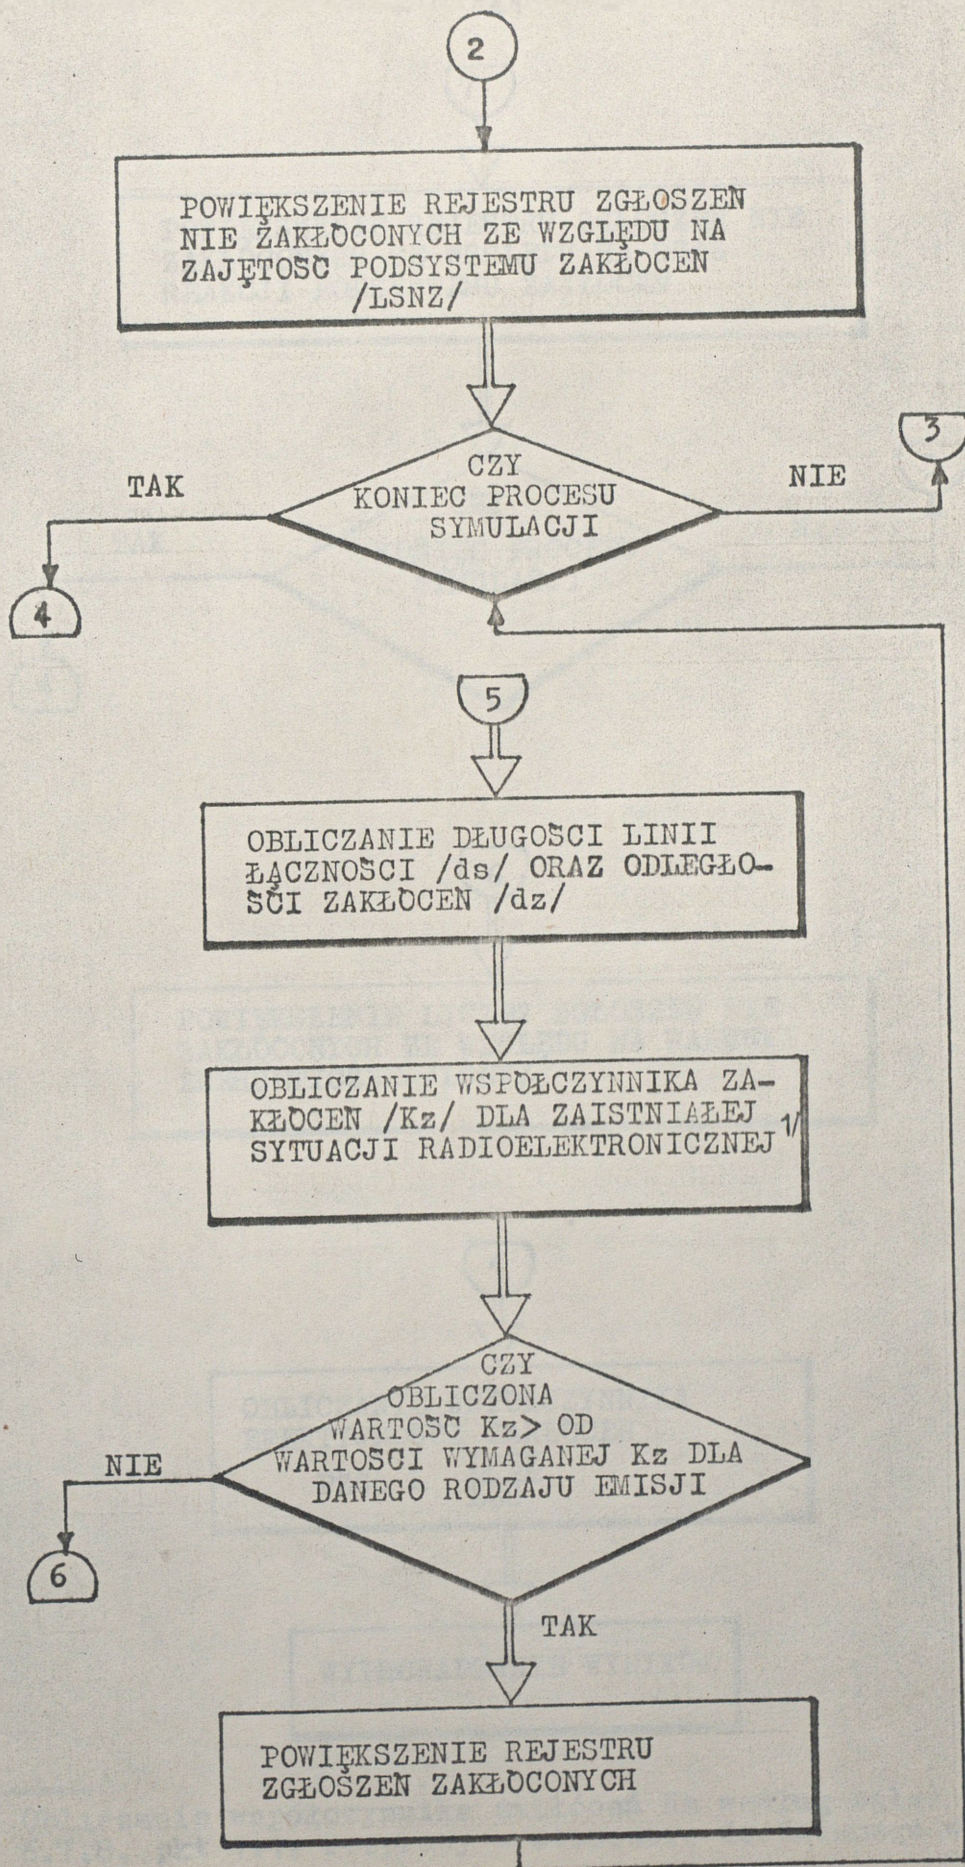 2
POWIĘKSZENIE REJESTRU ZGŁOSZEŃ
NIE ZAKŁÓCONYCH ZE WZGLĘDU NA
ZAJĘTOŚĆ PODSYSTEMU ZAKŁÓCEŃ
/LSNZ/
3
CZY
KONIEC PROCESU
SYMULACJI
TAK
NIE
4
5
OBLICZANIE DŁUGOŚCI LINII
ŁĄCZNOŚCI /ds/ ORAZ ODLEGŁO-
ŚCI ZAKŁÓCEŃ /dz/
OBLICZANIE WSPÓŁCZYNNIKA ZA-
KŁÓCEŃ /Kz/ DLA ZAISTNIAŁEJ
SYTUACJI RADIOELEKTRONICZNEJ 1/
CZY
OBLICZONA
WARTOŚĆ Kz> OD
WARTOŚCI WYMAGANEJ Kz DLA
DANEGO RODZAJU EMISJI
NIE
6
TAK
POWIĘKSZENIE REJESTRU
ZGŁOSZEŃ ZAKŁÓCONYCH